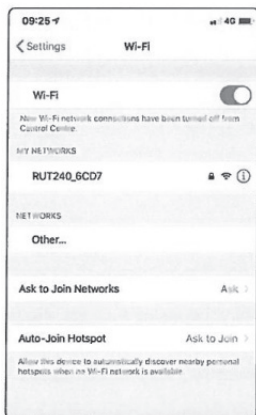 09:25
4G
Settings
Wi-Fi
Wi-Fi
New Wi-Fi network connections have been turned off from
Control Centre.
MY NETWORKS
RUT240_6CD7
NETWORKS
Other...
Ask to Join Networks Ask
Auto-Join Hotspot Ask to Join
Allow this device to automatically discover nearby personal
hotspots when no Wi-Fi network is available.